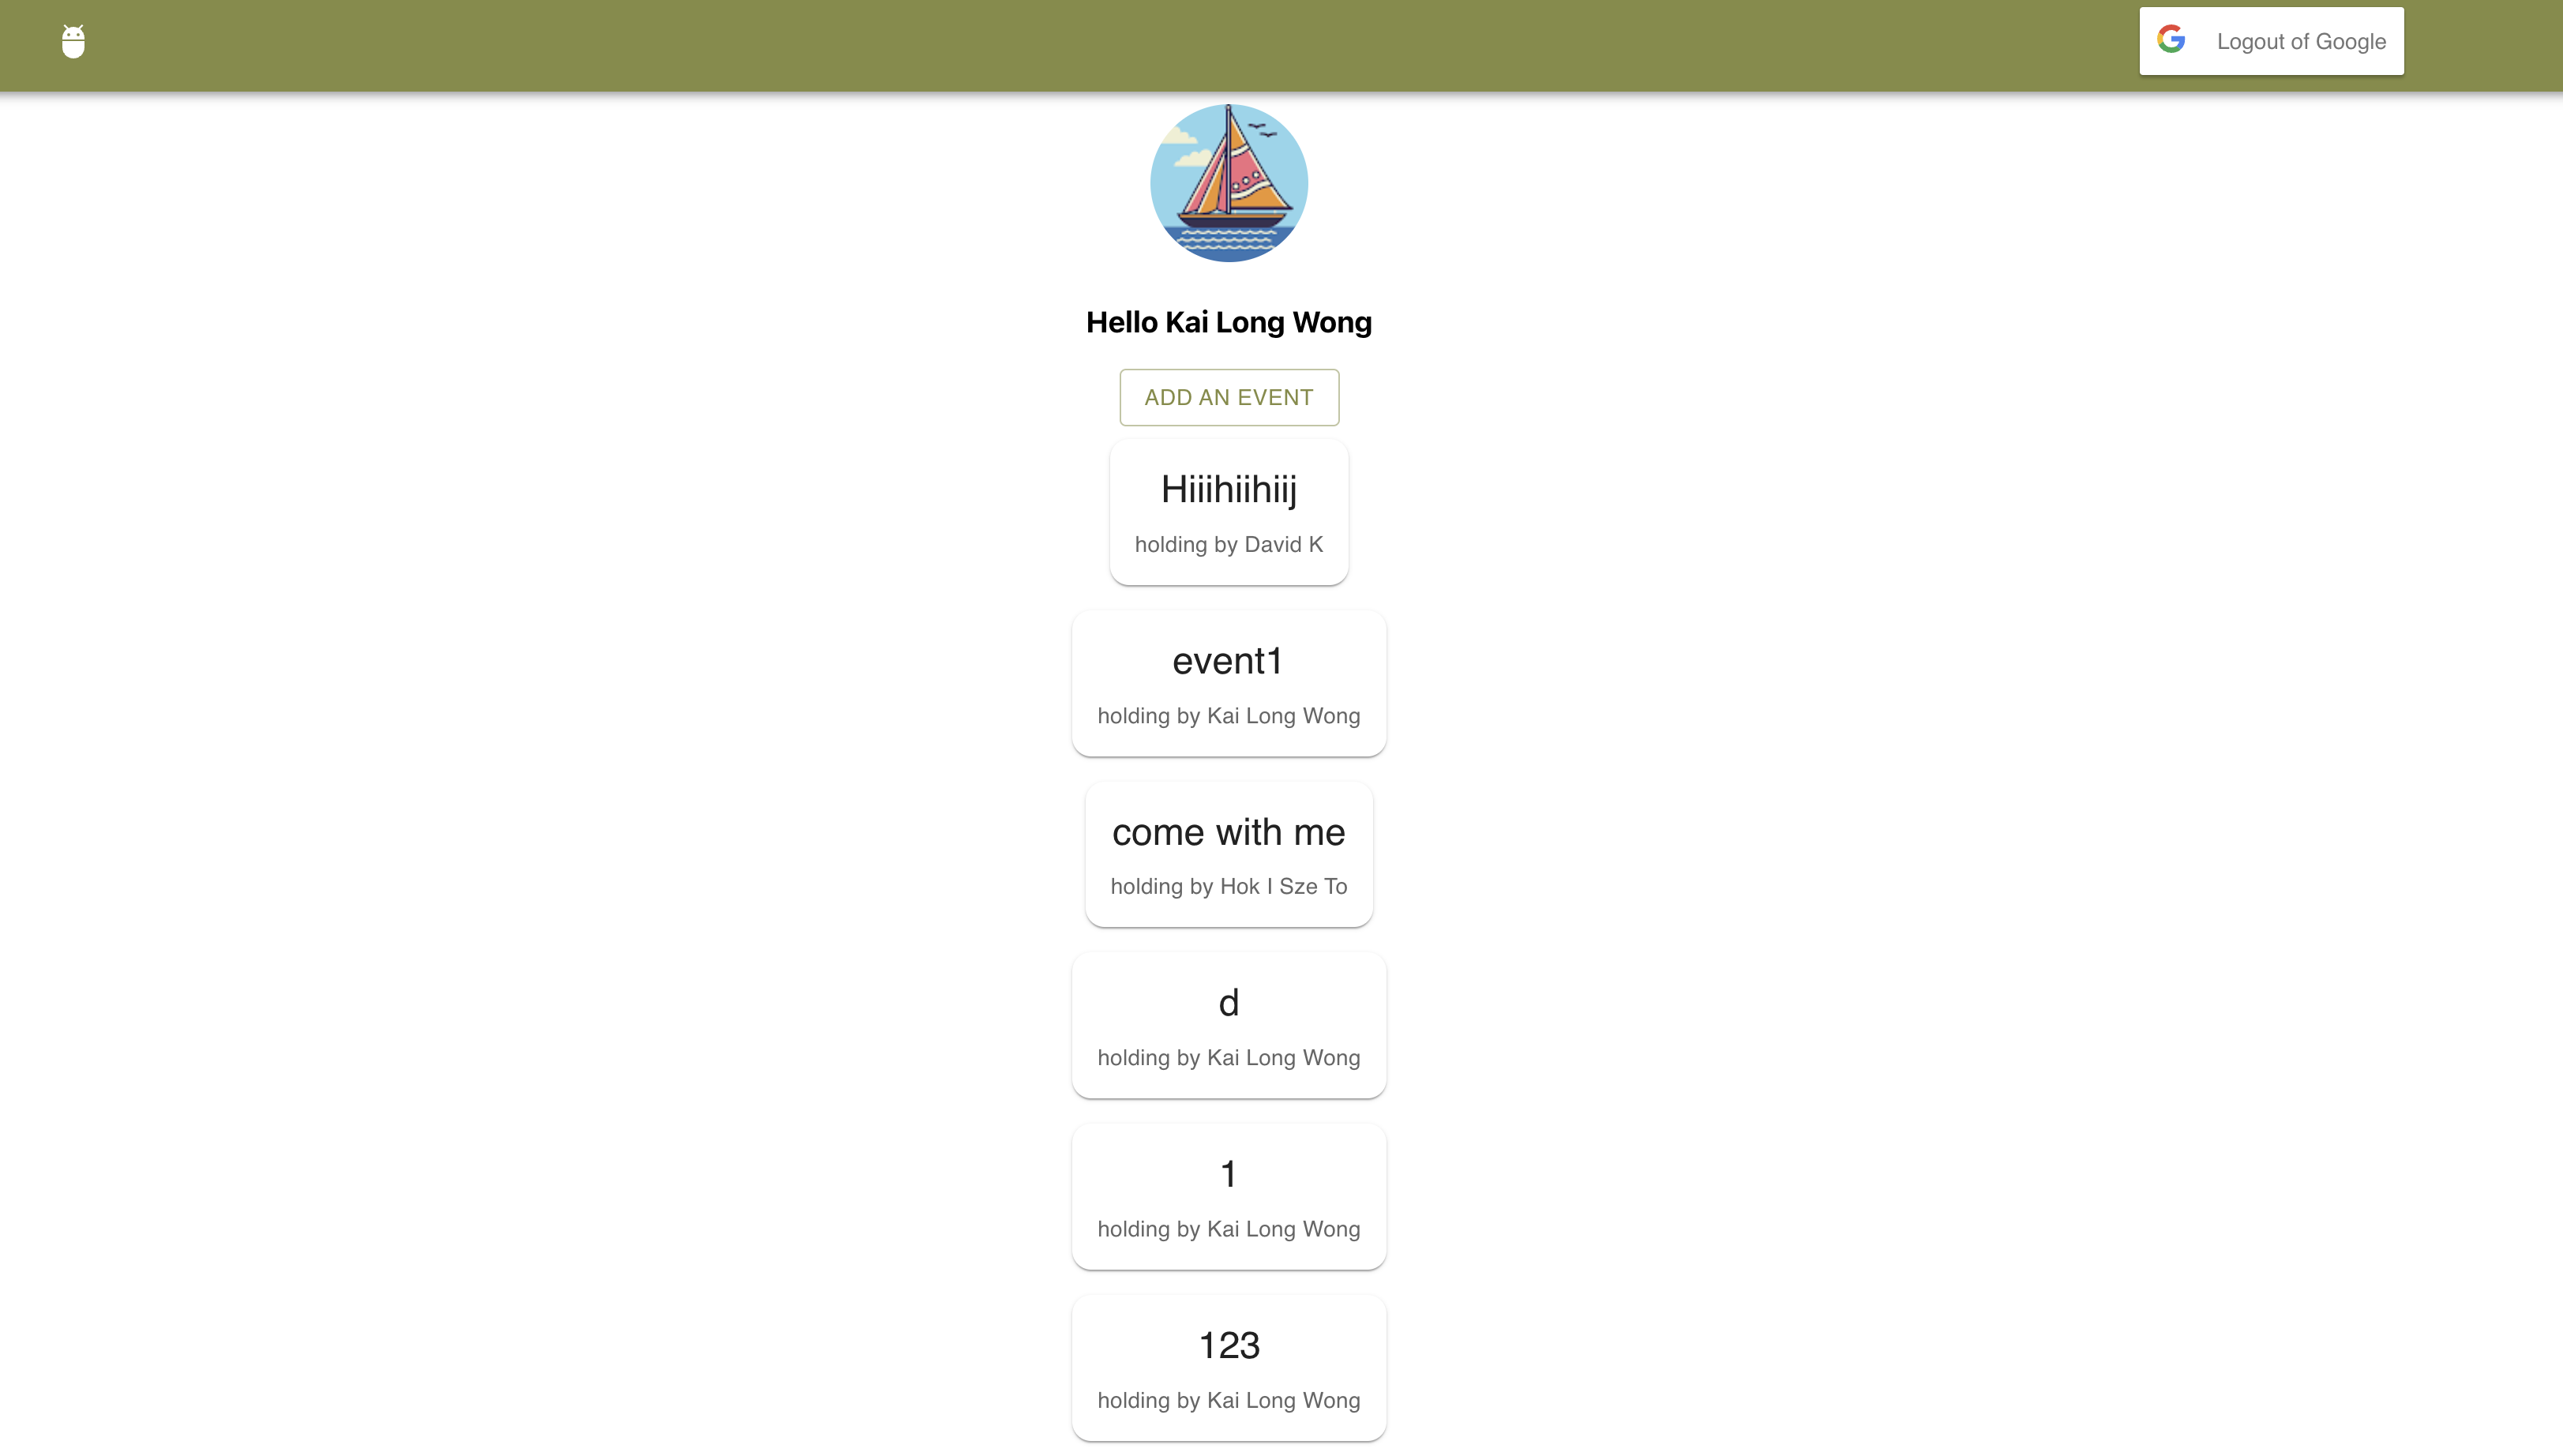 Logout of Google
Hello Kai Long Wong
ADD AN EVENT
Hiiihiihiij
holding by David K
event1
holding by Kai Long Wong
come with me
holding by Hok I Sze To
d
holding by Kai Long Wong
1
holding by Kai Long Wong
123
holding by Kai Long Wong